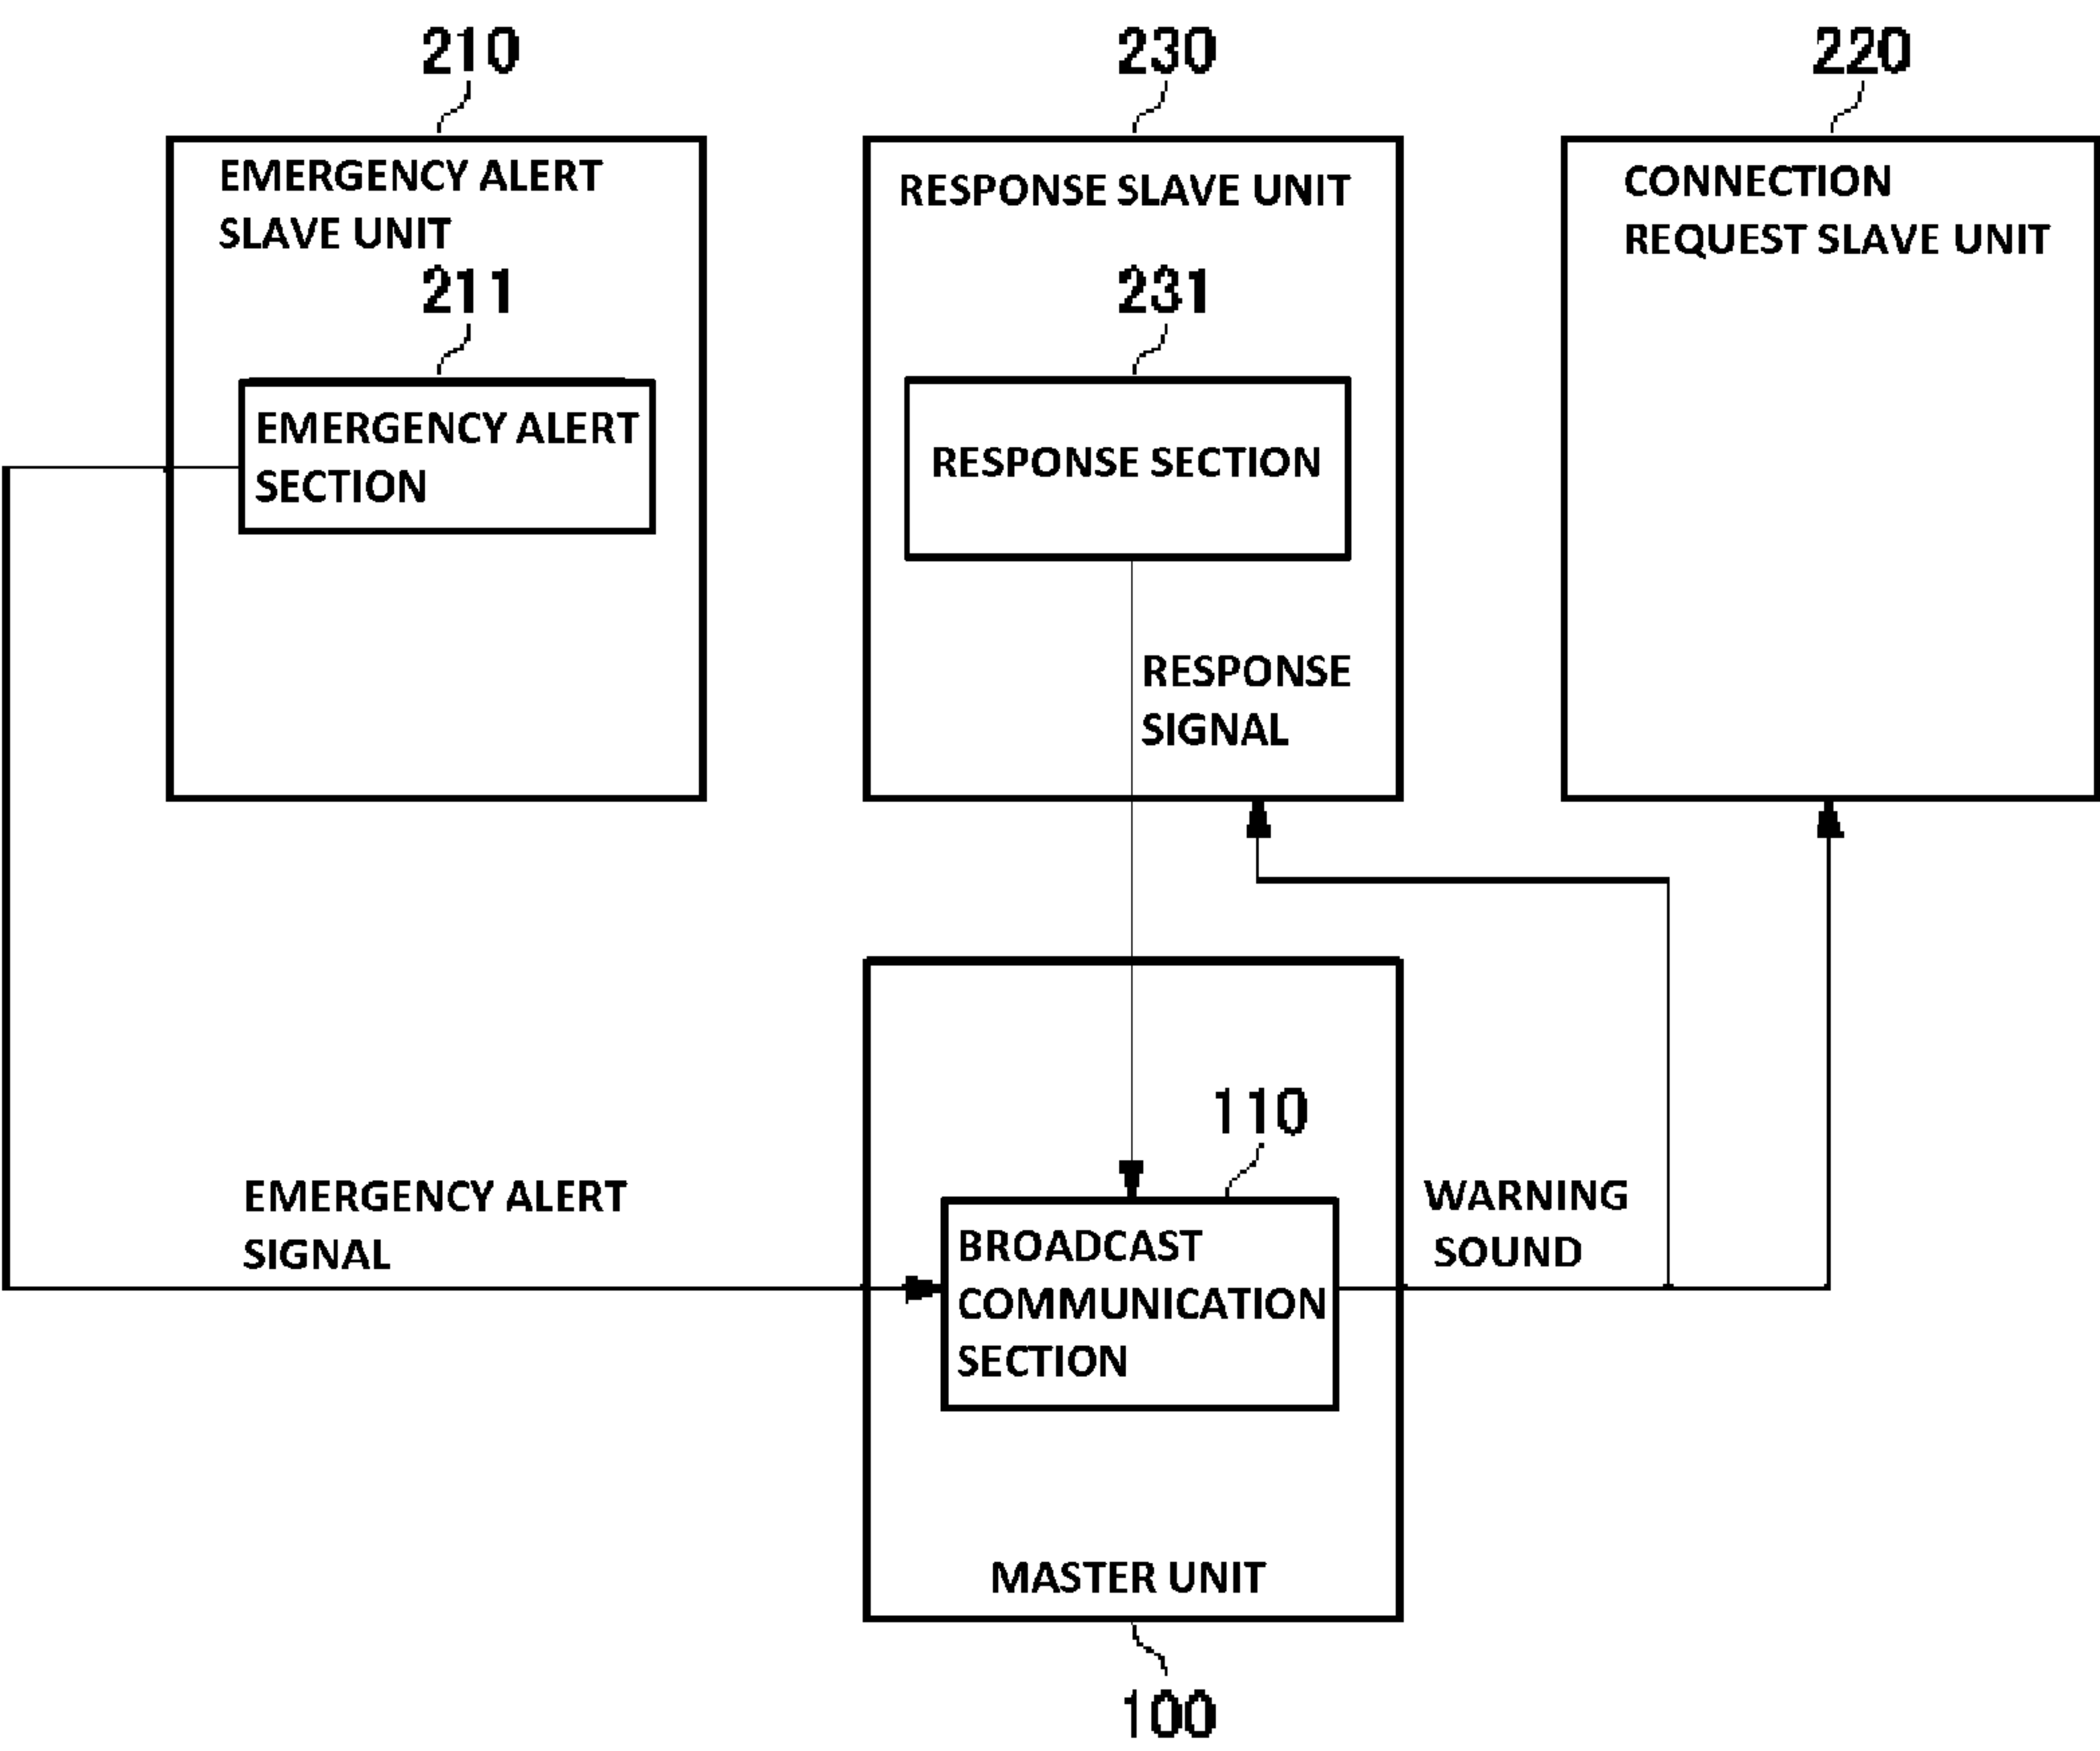 210
230
220
EMERGENCY ALERT
SLAVE UNIT
RESPONSE SLAVE UNIT
CONNECTION
REQUEST SLAVE UNIT
211
231
EMERGENCY ALERT
SECTION
RESPONSE SECTION
RESPONSE
SIGNAL
110
EMERGENCY ALERT
SIGNAL
BROADCAST
COMMUNICATION
SECTION
WARNING
SOUND
MASTER UNIT
100